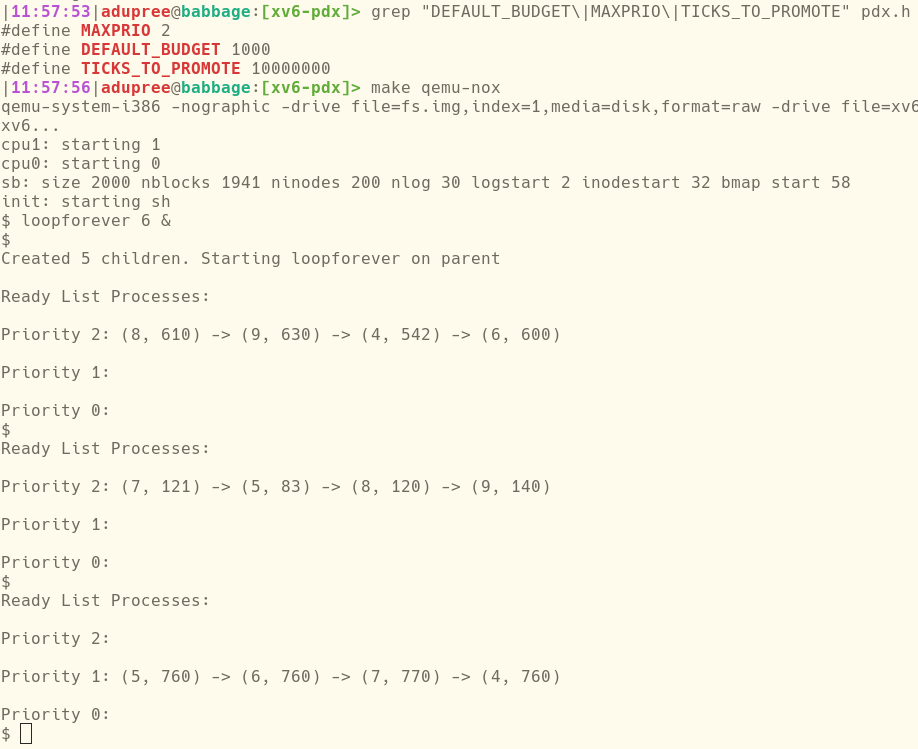 |11:57:53|adupree@babbage:[xv6-pdx]> grep "DEFAULT_BUDGET\|MAXPRIO\|TICKS_TO_PROMOTE" pdx.h
#define MAXPRIO 2
#define DEFAULT_BUDGET 1000
#define TICKS_TO_PROMOTE 10000000
|11:57:56|adupree@babbage:[xv6-pdx]> make qemu-nox
qemu-system-i386 -nographic -drive file=fs.img,index=1,media=disk,format=raw -drive file=xv6
xv6...
cpu1: starting 1
cpu0: starting 0
sb: size 2000 nblocks 1941 ninodes 200 nlog 30 logstart 2 inodestart 32 bmap start 58
init: starting sh
$ loopforever 6 &
$
Created 5 children. Starting loopforever on parent
Ready List Processes:
Priority 2: (8, 610) -> (9, 630) -> (4, 542) -> (6, 600)
Priority 1:
Priority 0:
$
Ready List Processes:
Priority 2: (7, 121) -> (5, 83) -> (8, 120) -> (9, 140)
Priority 1:
Priority 0:
$
Ready List Processes:
Priority 2:
Priority 1: (5, 760) -> (6, 760) -> (7, 770) -> (4, 760)
Priority 0:
$